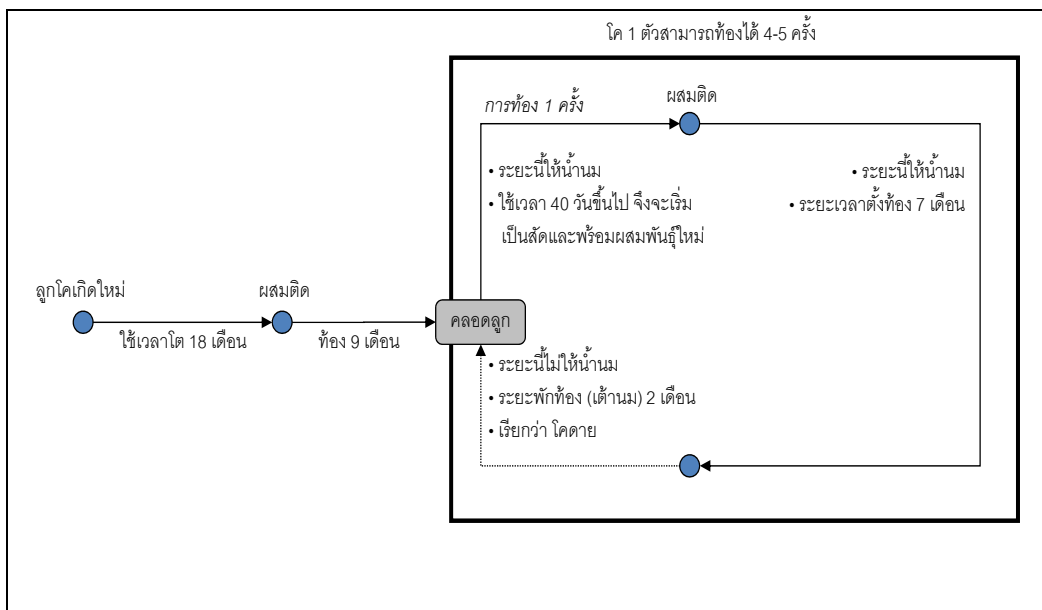 โค 1 ตัวสามารถท้องได้ 4-5 ครั้ง
การท้อง 1 ครั้ง
ผสมติด
• ระยะนี้ให้น้ำนม
• ใช้เวลา 40 วันขึ้นไป จึงจะเริ่ม
เป็นสัดและพร้อมผสมพันธุ์ใหม่
• ระยะนี้ให้น้ำนม
• ระยะเวลาตั้งท้อง 7 เดือน
ลูกโคเกิดใหม่
ผสมติด
คลอดลูก
ใช้เวลาโต 18 เดือน
ท้อง 9 เดือน
• ระยะนี้ไม่ให้น้ำนม
• ระยะพักท้อง (เต้านม) 2 เดือน
• เรียกว่า โคดาย